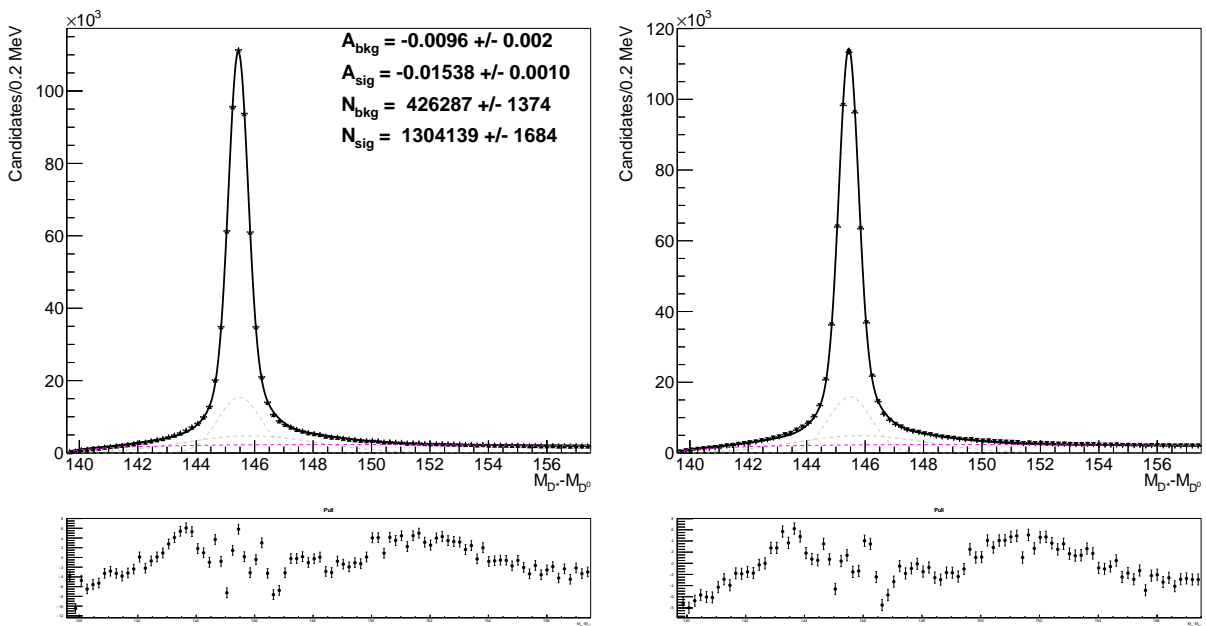 ×10³
A_bkg = -0.0096 +/- 0.002
A_sig = -0.01538 +/- 0.0010
N_bkg = 426287 +/- 1374
N_sig = 1304139 +/- 1684
Candidates/0.2 MeV
100
80
60
40
20
0
140 142 144 146 148 150 152 154 156
M_D*-M_D⁰
×10³
Candidates/0.2 MeV
120
100
80
60
40
20
0
140 142 144 146 148 150 152 154 156
M_D*-M_D⁰
Pull
Pull